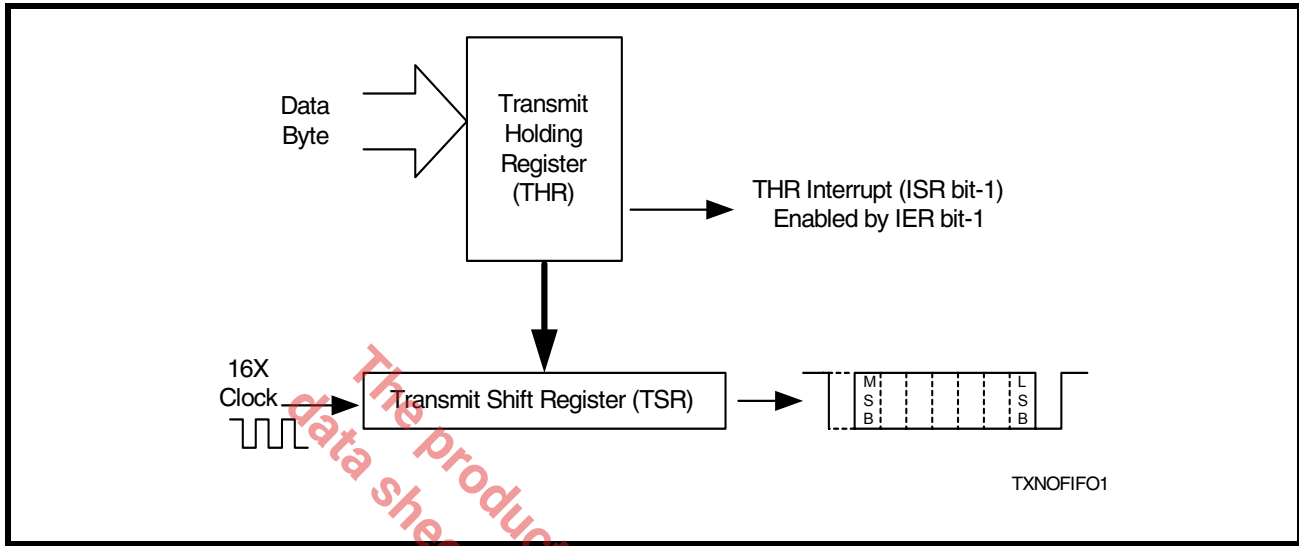 Data
Byte
Transmit
Holding
Register
(THR)
THR Interrupt (ISR bit-1)
Enabled by IER bit-1
16X
Clock
Transmit Shift Register (TSR)
M
S
B
L
S
B
TXNOFIFO1
The produc
data shee